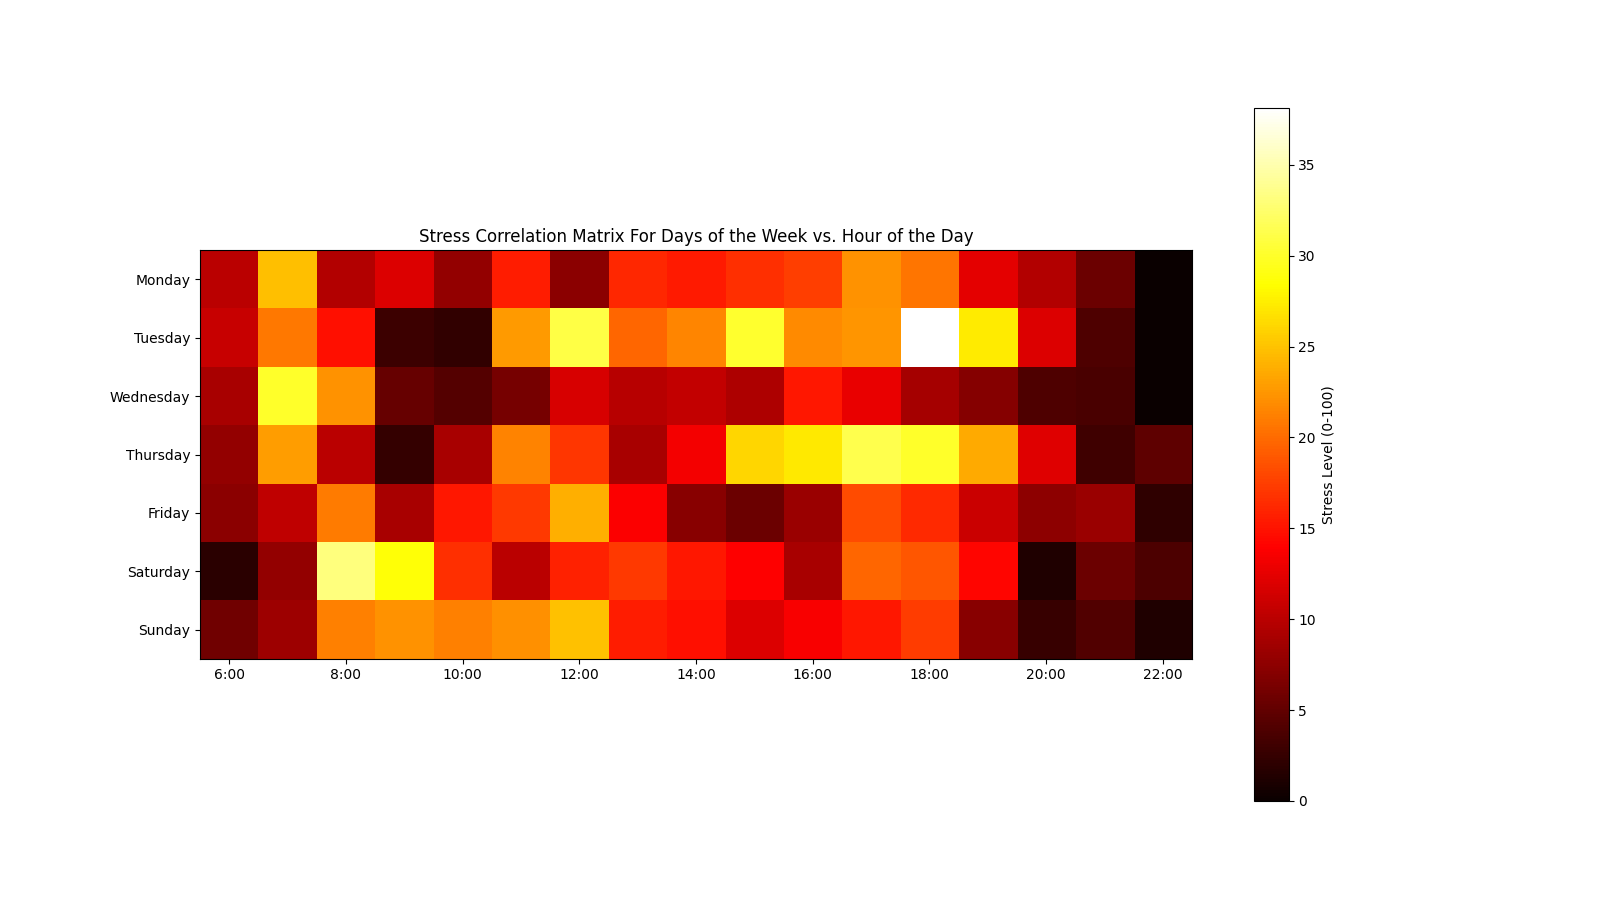 Stress Correlation Matrix For Days of the Week vs. Hour of the Day
Monday
Tuesday
Wednesday
Thursday
Friday
Saturday
Sunday
6:00 8:00 10:00 12:00 14:00 16:00 18:00 20:00 22:00
35
30
25
20
15
10
5
0
Stress Level (0-100)